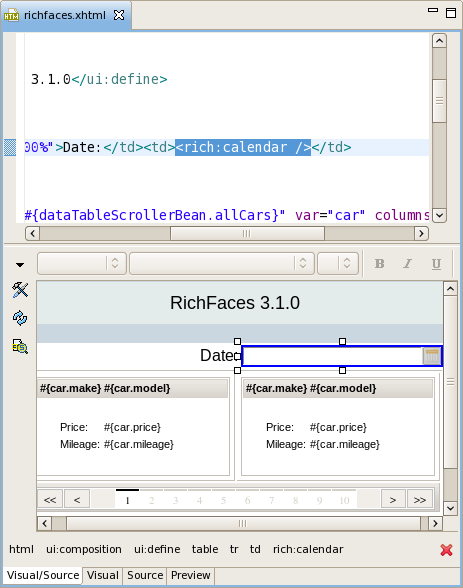 richfaces.xhtml
3.1.0</ui:define>
00%">Date:</td><td><rich:calendar /></td>
#{dataTableScrollerBean.allCars}" var="car" columns
B I U
RichFaces 3.1.0
Date:
#{car.make} #{car.model} #{car.make} #{car.model}
Price: #{car.price} Price: #{car.price}
Mileage: #{car.mileage} Mileage: #{car.mileage}
<< < 1 2 3 4 5 6 7 8 9 10 > >>
html ui:composition ui:define table tr td rich:calendar
Visual/Source Visual Source Preview